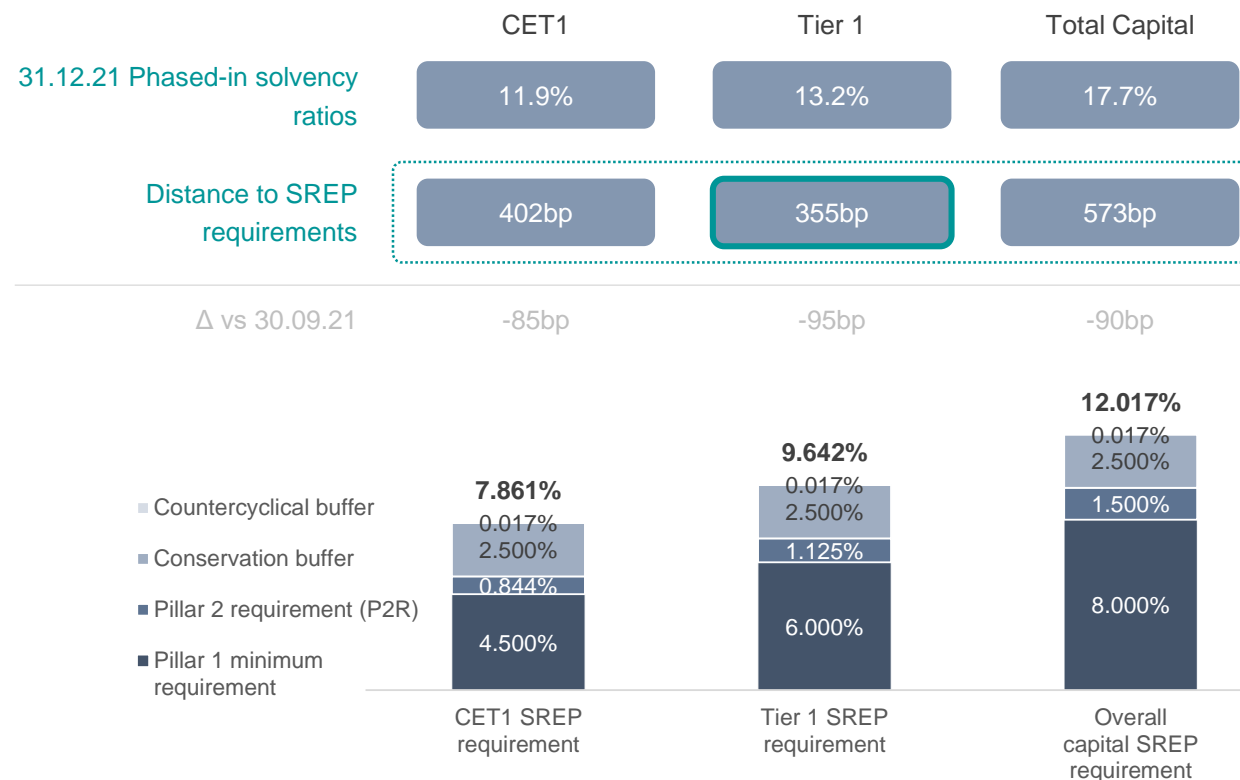 CET1 Tier 1 Total Capital
31.12.21 Phased-in solvency
ratios
11.9% 13.2% 17.7%
Distance to SREP
requirements
402bp 355bp 573bp
Δ vs 30.09.21 -85bp -95bp -90bp
Countercyclical buffer
Conservation buffer
Pillar 2 requirement (P2R)
Pillar 1 minimum
requirement
7.861%
0.017%
2.500%
0.844%
4.500%
CET1 SREP
requirement
9.642%
0.017%
2.500%
1.125%
6.000%
Tier 1 SREP
requirement
12.017%
0.017%
2.500%
1.500%
8.000%
Overall
capital SREP
requirement